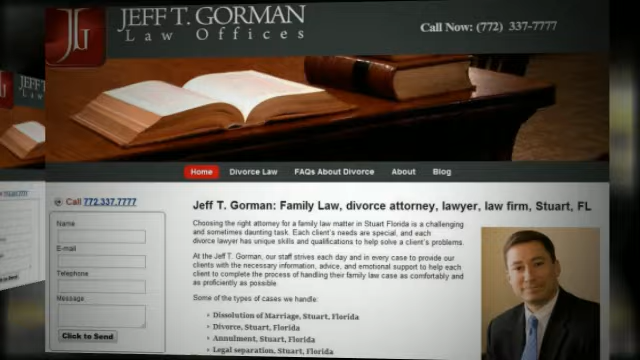 JG
JEFF T. GORMAN
Law Offices
Call Now: (772) 337-7777
Home
Divorce Law
FAQs About Divorce
About
Blog
Call 772.337.7777
Name
E-mail
Telephone
Message
Click to Send
Jeff T. Gorman: Family Law, divorce attorney, lawyer, law firm, Stuart, FL
Choosing the right attorney for a family law matter in Stuart Florida is a challenging
and sometimes daunting task. Each client's needs are special, and each
divorce lawyer has unique skills and qualifications to help solve a client's problems.
At the Jeff T. Gorman, our staff strives each day and in every case to provide our
clients with the necessary information, advice, and emotional support to help each
client to complete the process of handling their family law case as comfortably and
as proficiently as possible.
Some of the types of cases we handle:
• Dissolution of Marriage, Stuart, Florida
• Divorce, Stuart, Florida
• Annulment, Stuart, Florida
• Legal separation, Stuart, Florida